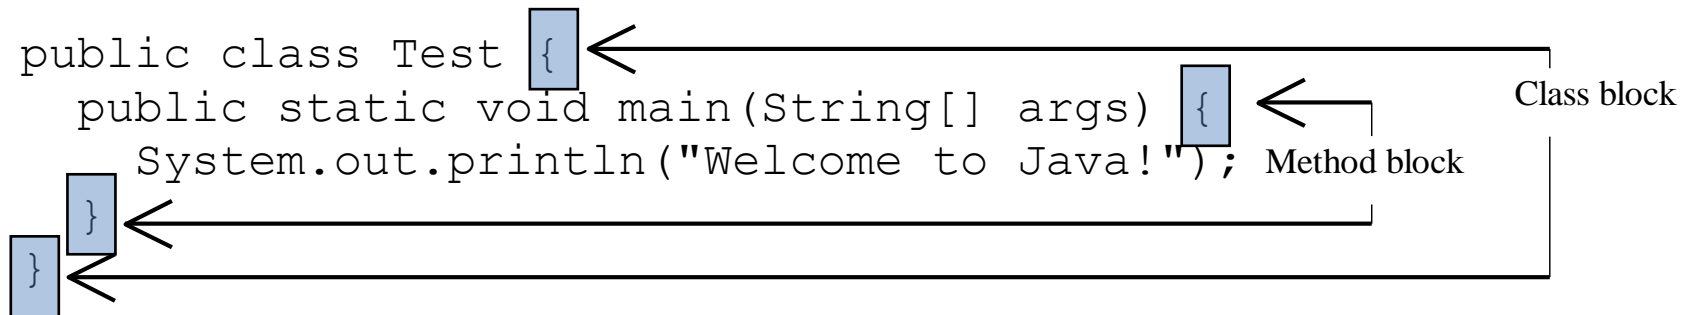 public class Test {
Class block
public static void main(String[] args) {
System.out.println("Welcome to Java!");
Method block
}
}